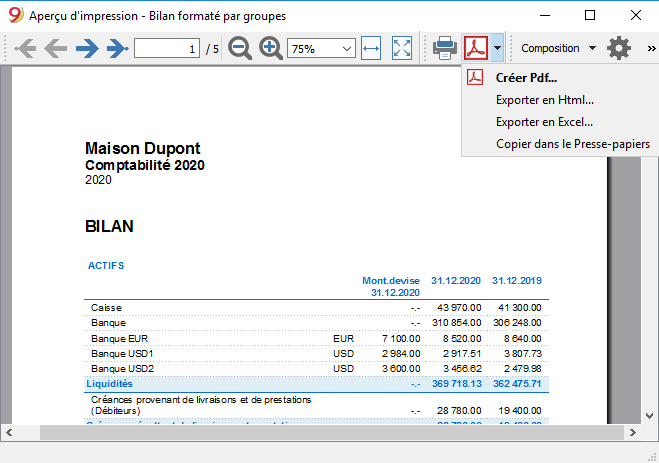 Aperçu d'impression - Bilan formaté par groupes
1 / 5 75% Composition »
Créer Pdf...
Exporter en Html...
Exporter en Excel...
Copier dans le Presse-papiers
Maison Dupont
Comptabilité 2020
2020
BILAN
ACTIFS
Mont.devise 31.12.2020 31.12.2019
31.12.2020
Caisse -.- 43 970.00 41 300.00
Banque -.- 310 854.00 306 248.00
Banque EUR EUR 7 100.00 8 520.00 8 640.00
Banque USD1 USD 2 984.00 2 917.51 3 807.73
Banque USD2 USD 3 600.00 3 456.62 2 479.98
Liquidités -.- 369 718.13 362 475.71
Créances provenant de livraisons et de prestations
(Débiteurs) -.- 28 780.00 19 400.00